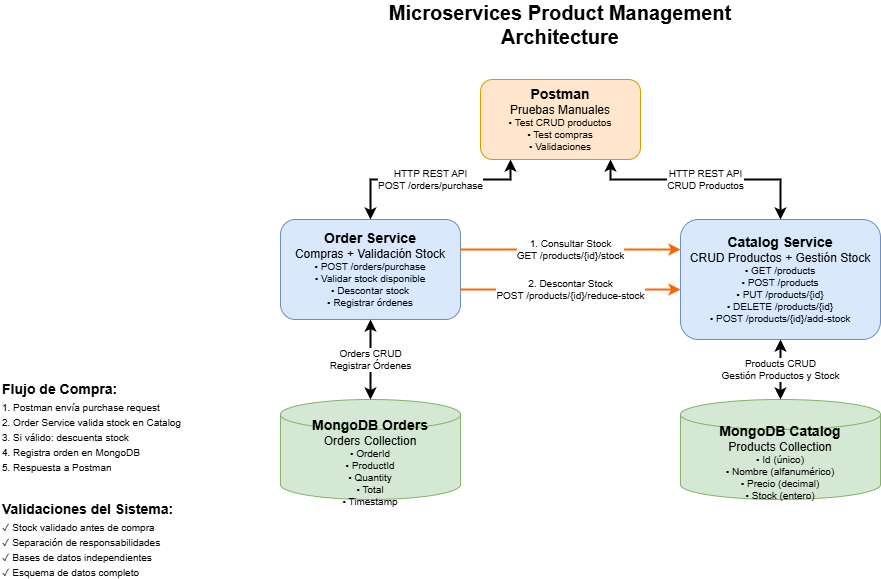 Microservices Product Management
Architecture
Postman
Pruebas Manuales
• Test CRUD productos
• Test compras
• Validaciones
HTTP REST API
POST /orders/purchase
HTTP REST API
CRUD Productos
Order Service
Compras + Validación Stock
• POST /orders/purchase
• Validar stock disponible
• Descontar stock
• Registrar órdenes
1. Consultar Stock
GET /products/{id}/stock
2. Descontar Stock
POST /products/{id}/reduce-stock
Catalog Service
CRUD Productos + Gestión Stock
• GET /products
• POST /products
• PUT /products/{id}
• DELETE /products/{id}
• POST /products/{id}/add-stock
Orders CRUD
Registrar Órdenes
Products CRUD
Gestión Productos y Stock
MongoDB Orders
Orders Collection
• OrderId
• ProductId
• Quantity
• Total
• Timestamp
MongoDB Catalog
Products Collection
• Id (único)
• Nombre (alfanumérico)
• Precio (decimal)
• Stock (entero)
Flujo de Compra:
1. Postman envía purchase request
2. Order Service valida stock en Catalog
3. Si válido: descuenta stock
4. Registra orden en MongoDB
5. Respuesta a Postman
Validaciones del Sistema:
✓ Stock validado antes de compra
✓ Separación de responsabilidades
✓ Bases de datos independientes
✓ Esquema de datos completo